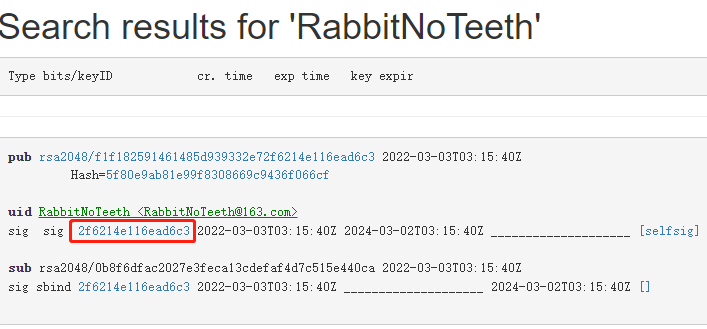 Search results for 'RabbitNoTeeth'
Type bits/keyID cr. time exp time key expir
pub rsa2048/f1f182591461485d939332e72f6214e116ead6c3 2022-03-03T03:15:40Z
Hash=5f80e9ab81e99f8308669c9436f066cf
uid RabbitNoTeeth <RabbitNoTeeth@163.com>
sig sig 2f6214e116ead6c3 2022-03-03T03:15:40Z 2024-03-02T03:15:40Z ____________________ [selfsig]
sub rsa2048/0b8f6dfac2027e3feca13cdefaf4d7c515e440ca 2022-03-03T03:15:40Z
sig sbind 2f6214e116ead6c3 2022-03-03T03:15:40Z ____________________ 2024-03-02T03:15:40Z []